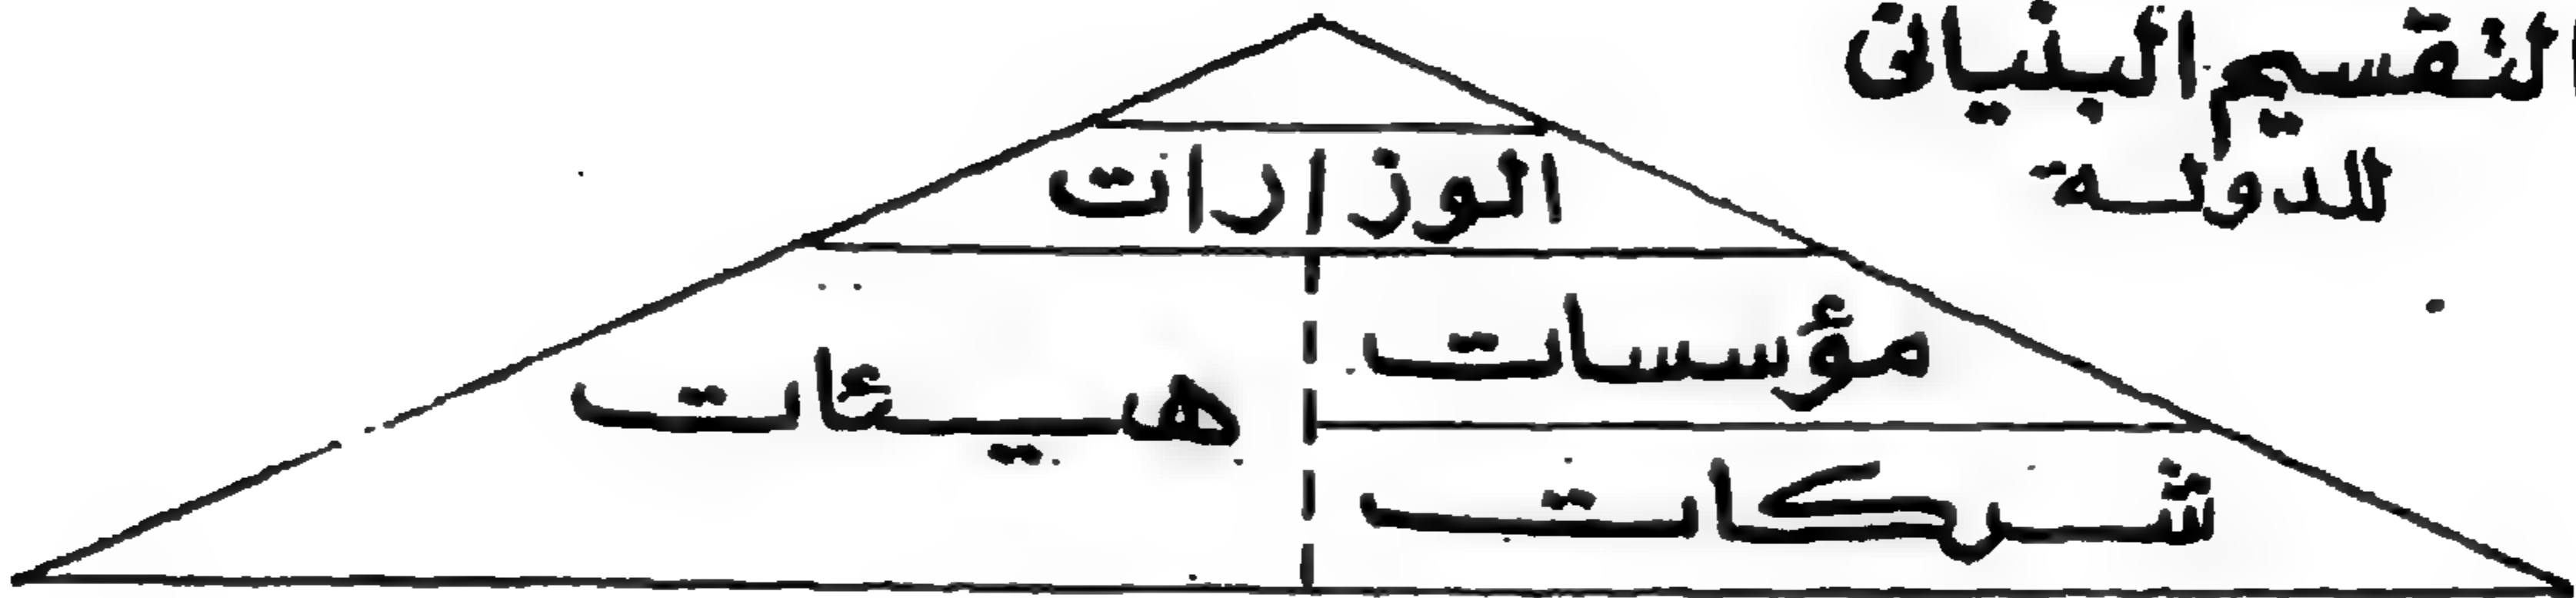 التقسيم البنيانى
للدولة
الوزارات
مؤسسات
هيئات
شركات